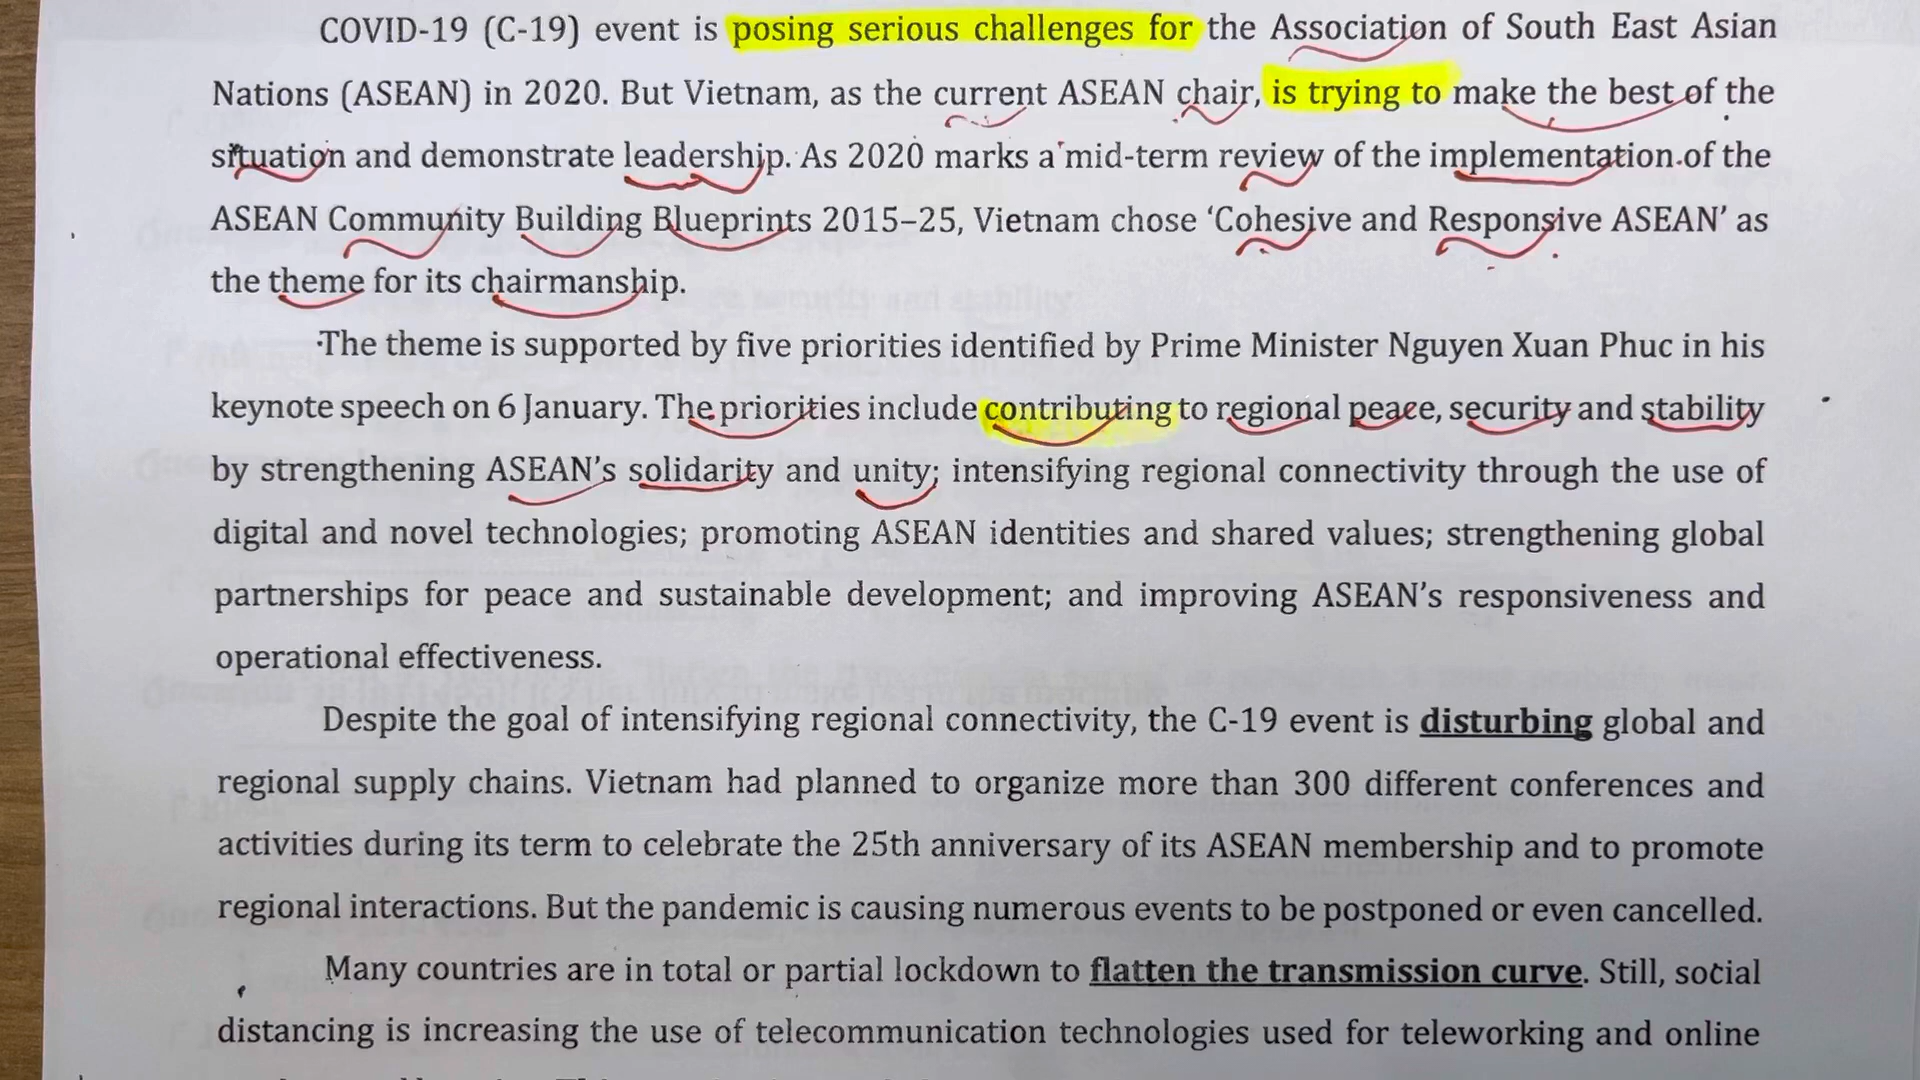 COVID-19 (C-19) event is posing serious challenges for the Association of South East Asian
Nations (ASEAN) in 2020. But Vietnam, as the current ASEAN chair, is trying to make the best of the
situation and demonstrate leadership. As 2020 marks a mid-term review of the implementation of the
ASEAN Community Building Blueprints 2015–25, Vietnam chose ‘Cohesive and Responsive ASEAN’ as
the theme for its chairmanship.
The theme is supported by five priorities identified by Prime Minister Nguyen Xuan Phuc in his
keynote speech on 6 January. The priorities include contributing to regional peace, security and stability
by strengthening ASEAN’s solidarity and unity; intensifying regional connectivity through the use of
digital and novel technologies; promoting ASEAN identities and shared values; strengthening global
partnerships for peace and sustainable development; and improving ASEAN’s responsiveness and
operational effectiveness.
Despite the goal of intensifying regional connectivity, the C-19 event is disturbing global and
regional supply chains. Vietnam had planned to organize more than 300 different conferences and
activities during its term to celebrate the 25th anniversary of its ASEAN membership and to promote
regional interactions. But the pandemic is causing numerous events to be postponed or even cancelled.
Many countries are in total or partial lockdown to flatten the transmission curve. Still, social
distancing is increasing the use of telecommunication technologies used for teleworking and online